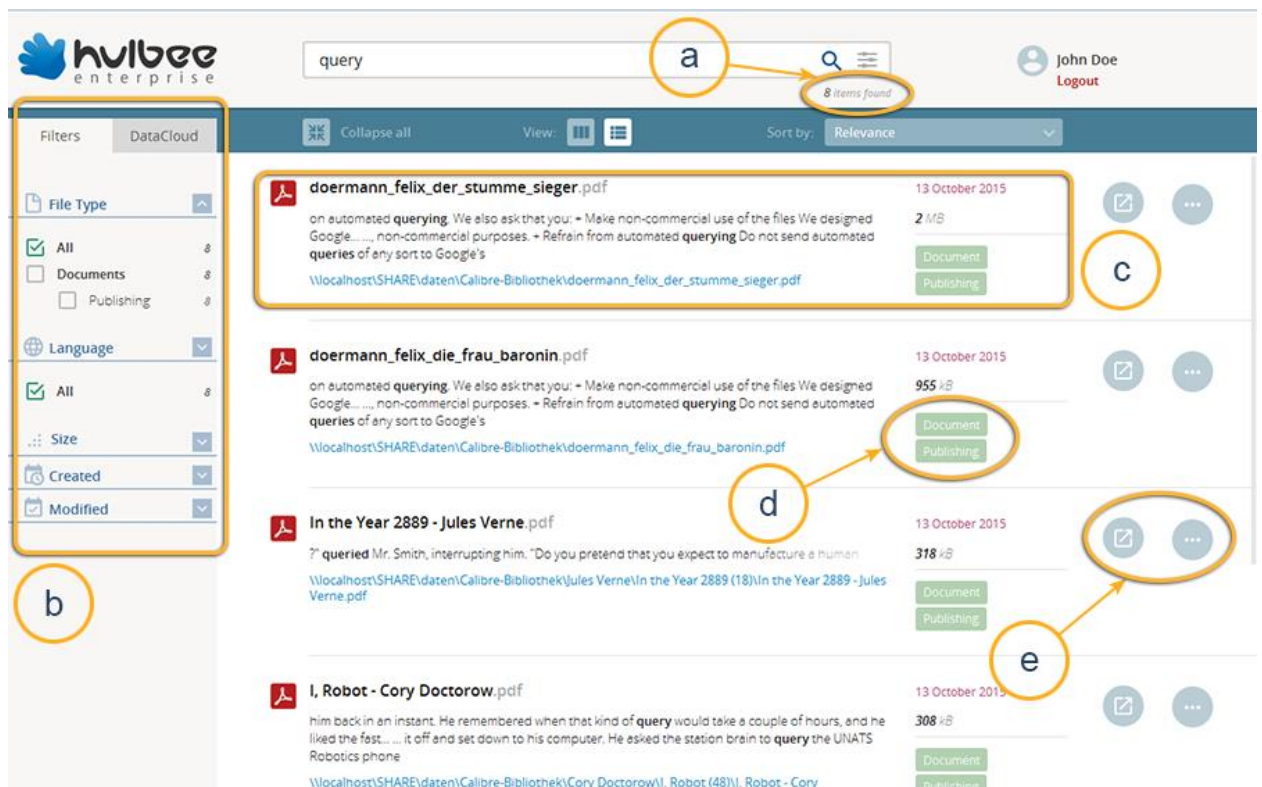 hulbee
enterprise
query
a
8 items found
John Doe
Logout
Filters
DataCloud
Collapse all
View:
Sort by:
Relevance
File Type
All 8
Documents 8
Publishing 8
Language
All 8
Size
Created
Modified
b
doermann_felix_der_stumme_sieger.pdf
on automated querying. We also ask that you: + Make non-commercial use of the files We designed
Google... ..., non-commercial purposes. + Refrain from automated querying Do not send automated
queries of any sort to Google's
\\localhost\SHARE\daten\Calibre-Bibliothek\doermann_felix_der_stumme_sieger.pdf
13 October 2015
2 MB
Document
Publishing
c
doermann_felix_die_frau_baronin.pdf
on automated querying. We also ask that you: + Make non-commercial use of the files We designed
Google... ..., non-commercial purposes. + Refrain from automated querying Do not send automated
queries of any sort to Google's
\\localhost\SHARE\daten\Calibre-Bibliothek\doermann_felix_die_frau_baronin.pdf
13 October 2015
955 kB
Document
Publishing
d
In the Year 2889 - Jules Verne.pdf
?" queried Mr. Smith, interrupting him. "Do you pretend that you expect to manufacture a human
\\localhost\SHARE\daten\Calibre-Bibliothek\Jules Verne\In the Year 2889 (18)\In the Year 2889 - Jules
Verne.pdf
13 October 2015
318 kB
Document
Publishing
e
I, Robot - Cory Doctorow.pdf
him back in an instant. He remembered when that kind of query would take a couple of hours, and he
liked the fast... ... it off and set down to his computer. He asked the station brain to query the UNATS
Robotics phone
\\localhost\SHARE\daten\Calibre-Bibliothek\Cory Doctorow\I, Robot (48)\I, Robot - Cory
13 October 2015
308 kB
Document
Publishing